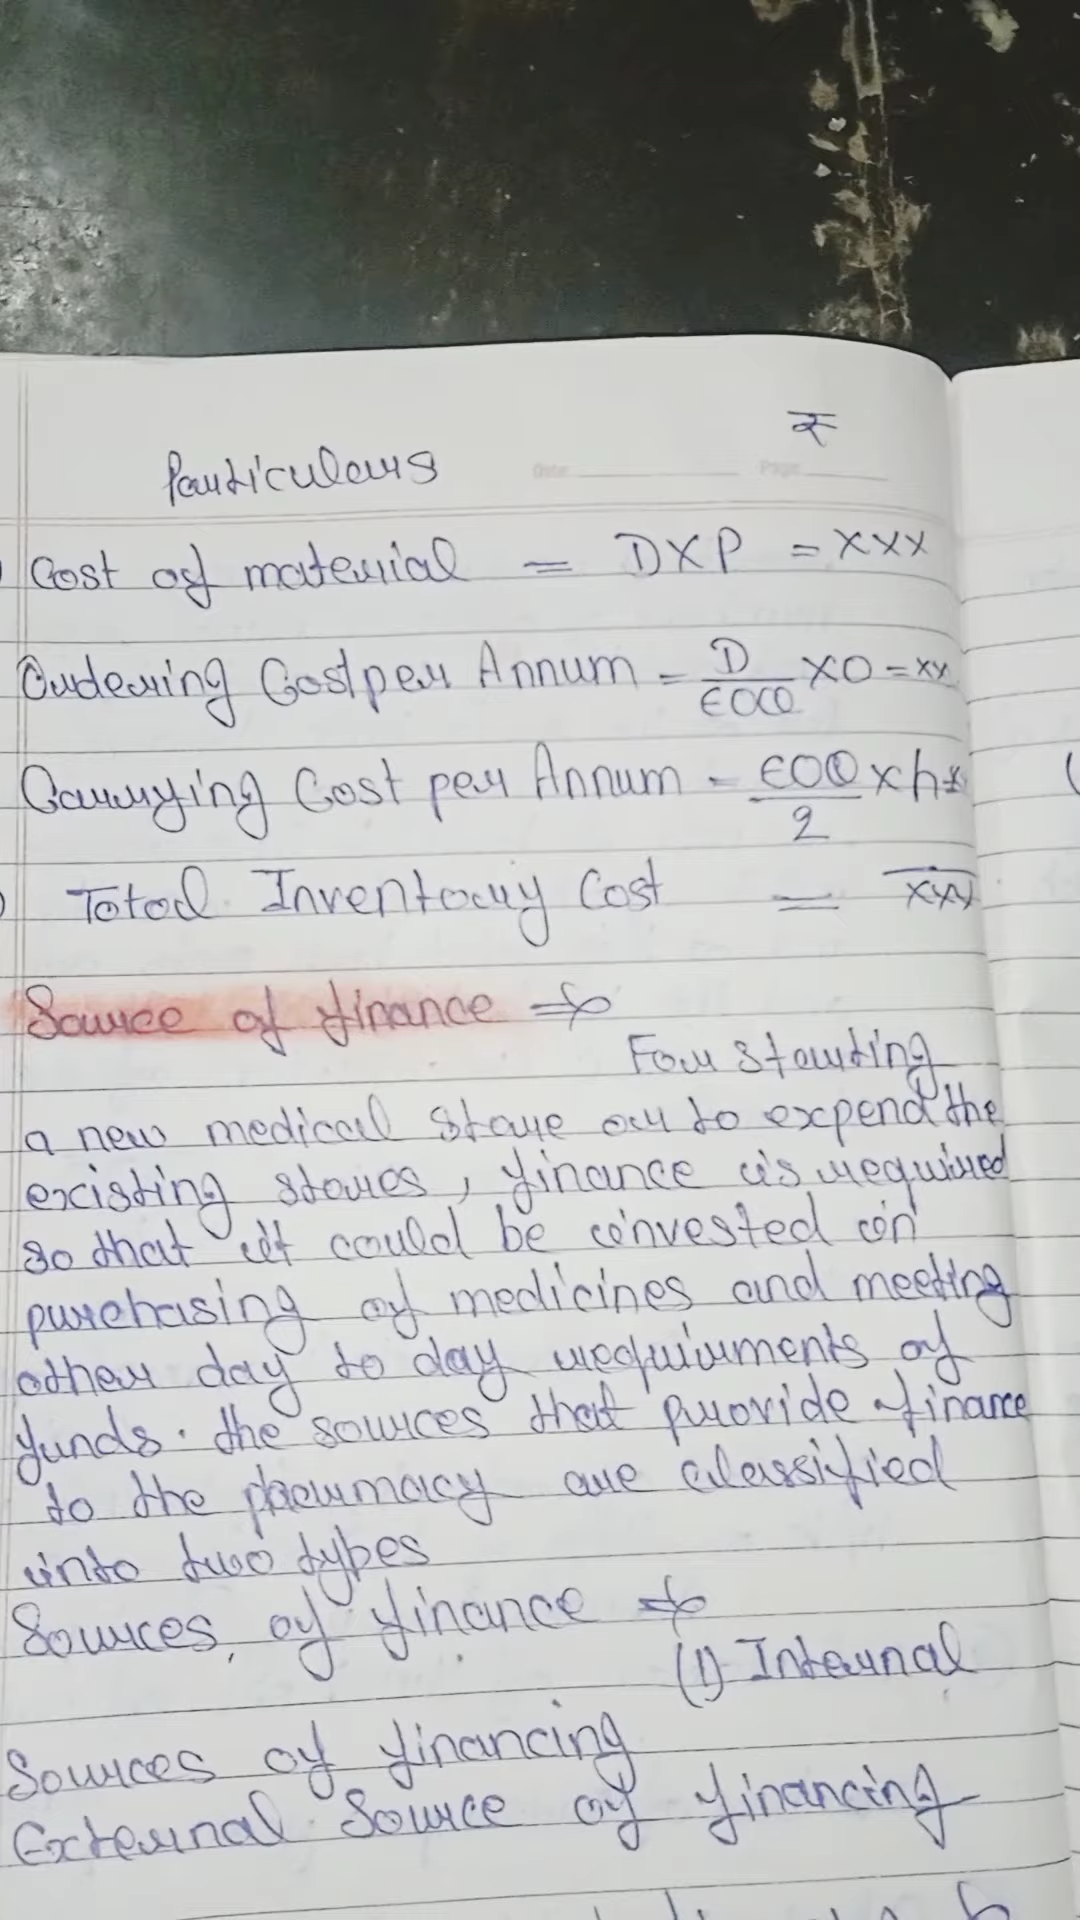 ₹
Particulars
Date Page
Cost of material = D×P = ×××
Ordering Cost per Annum = D/EOQ ×O = ××
Carrying Cost per Annum = EOQ/2 ×h=
Total Inventory Cost = ×××
Source of finance →
For starting
a new medical store or to expend the
existing stores, finance is required
so that it could be invested in
purchasing of medicines and meeting
other day to day requirments of
funds. the sources that provide finance
to the pharmacy are classified
into two types
Sources of finance →
(1) Internal
Sources of financing
External Source of financing